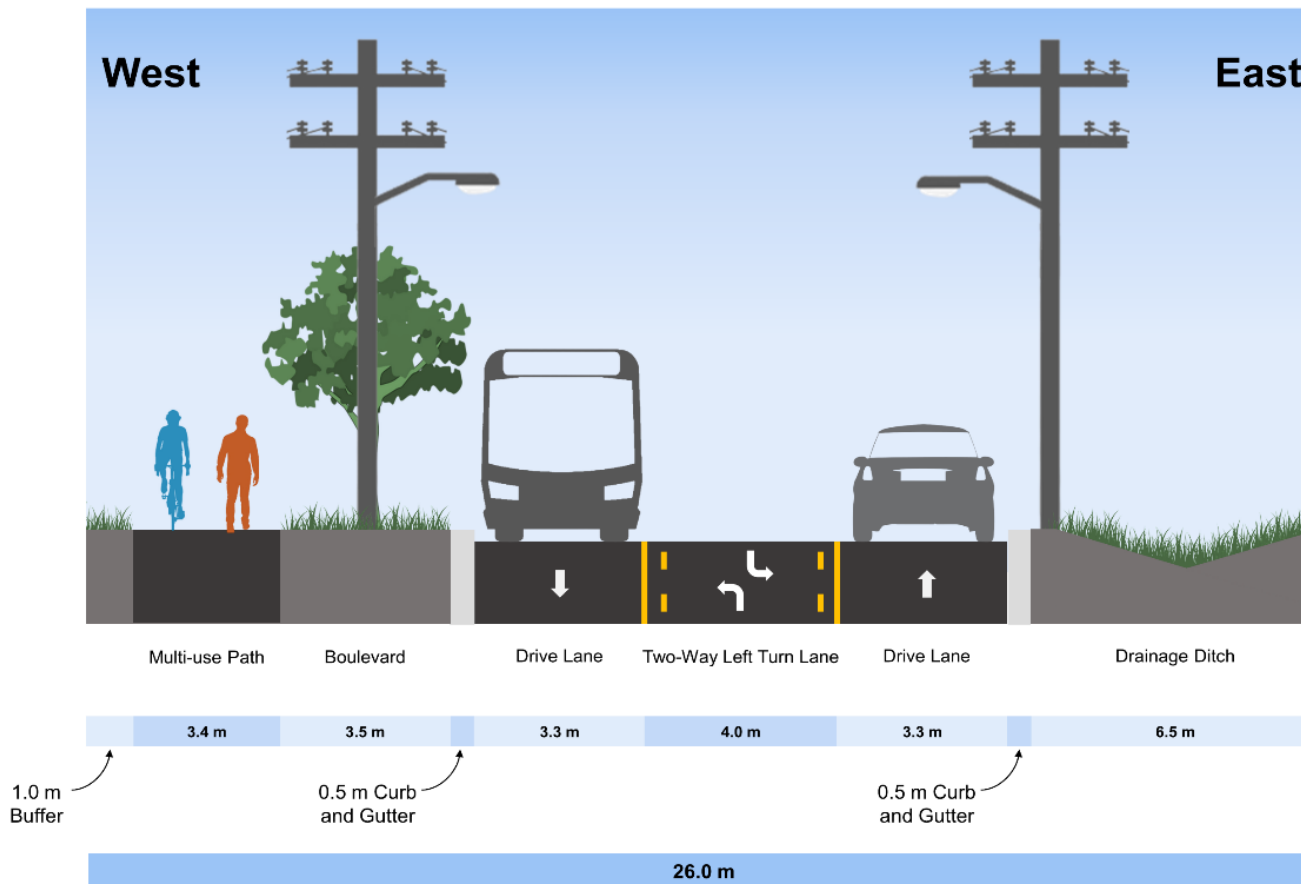 West
East
Multi-use Path
Boulevard
Drive Lane
Two-Way Left Turn Lane
Drive Lane
Drainage Ditch
3.4 m
3.5 m
3.3 m
4.0 m
3.3 m
6.5 m
1.0 m
Buffer
0.5 m Curb
and Gutter
0.5 m Curb
and Gutter
26.0 m